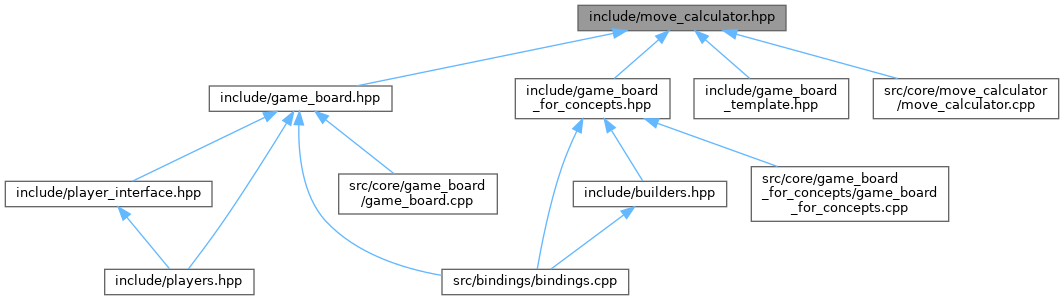 include/move_calculator.hpp
include/game_board.hpp
include/game_board
_for_concepts.hpp
include/game_board
_template.hpp
src/core/move_calculator
/move_calculator.cpp
include/player_interface.hpp
src/core/game_board
/game_board.cpp
include/builders.hpp
src/core/game_board
_for_concepts/game_board
_for_concepts.cpp
include/players.hpp
src/bindings/bindings.cpp